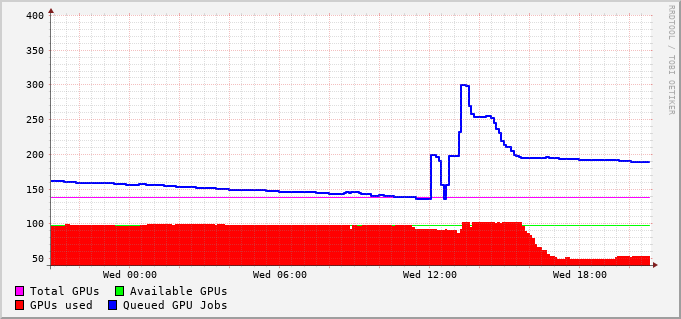 400
350
300
250
200
150
100
50
Wed 00:00 Wed 06:00 Wed 12:00 Wed 18:00
Total GPUs Available GPUs
GPUs used Queued GPU Jobs
RRDTOOL / TOBI OETIKER